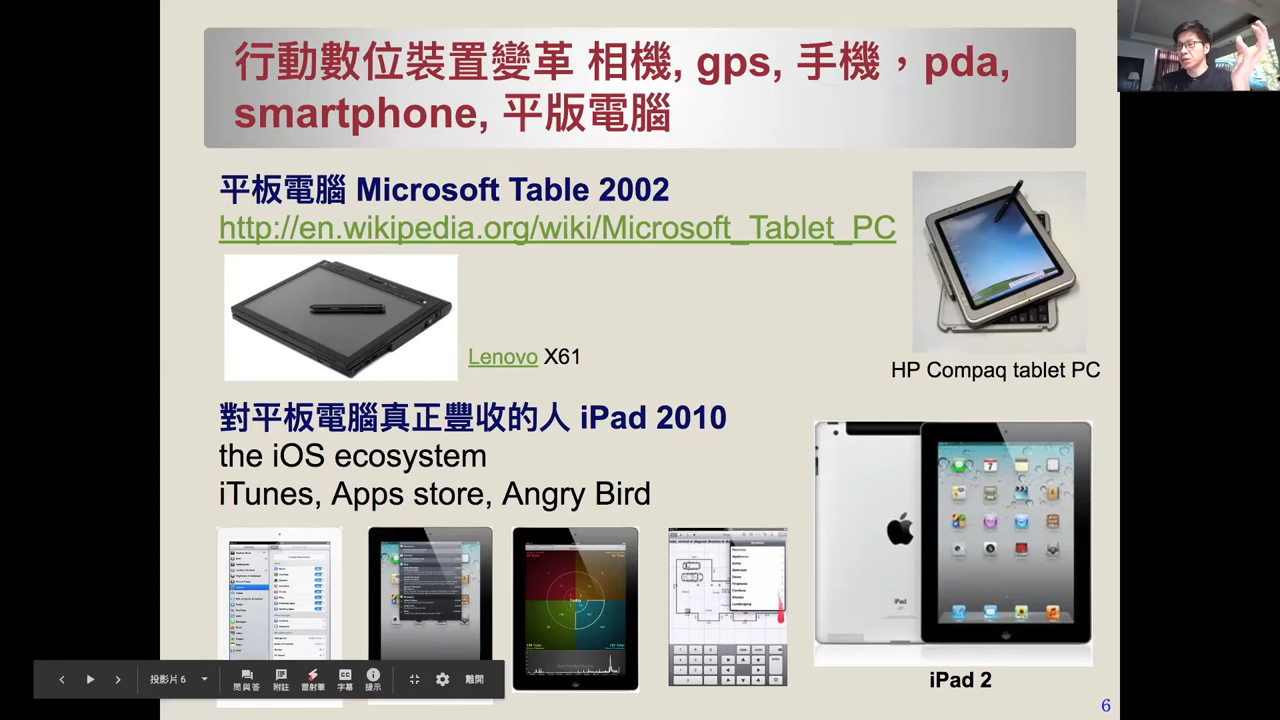 行動數位裝置變革 相機, gps, 手機，pda,
smartphone, 平版電腦
平板電腦 Microsoft Table 2002
http://en.wikipedia.org/wiki/Microsoft_Tablet_PC
Lenovo X61
HP Compaq tablet PC
對平板電腦真正豐收的人 iPad 2010
the iOS ecosystem
iTunes, Apps store, Angry Bird
iPad
iPad 2
投影片 6
問與答
附註
雷射筆
字幕
提示
離開
6